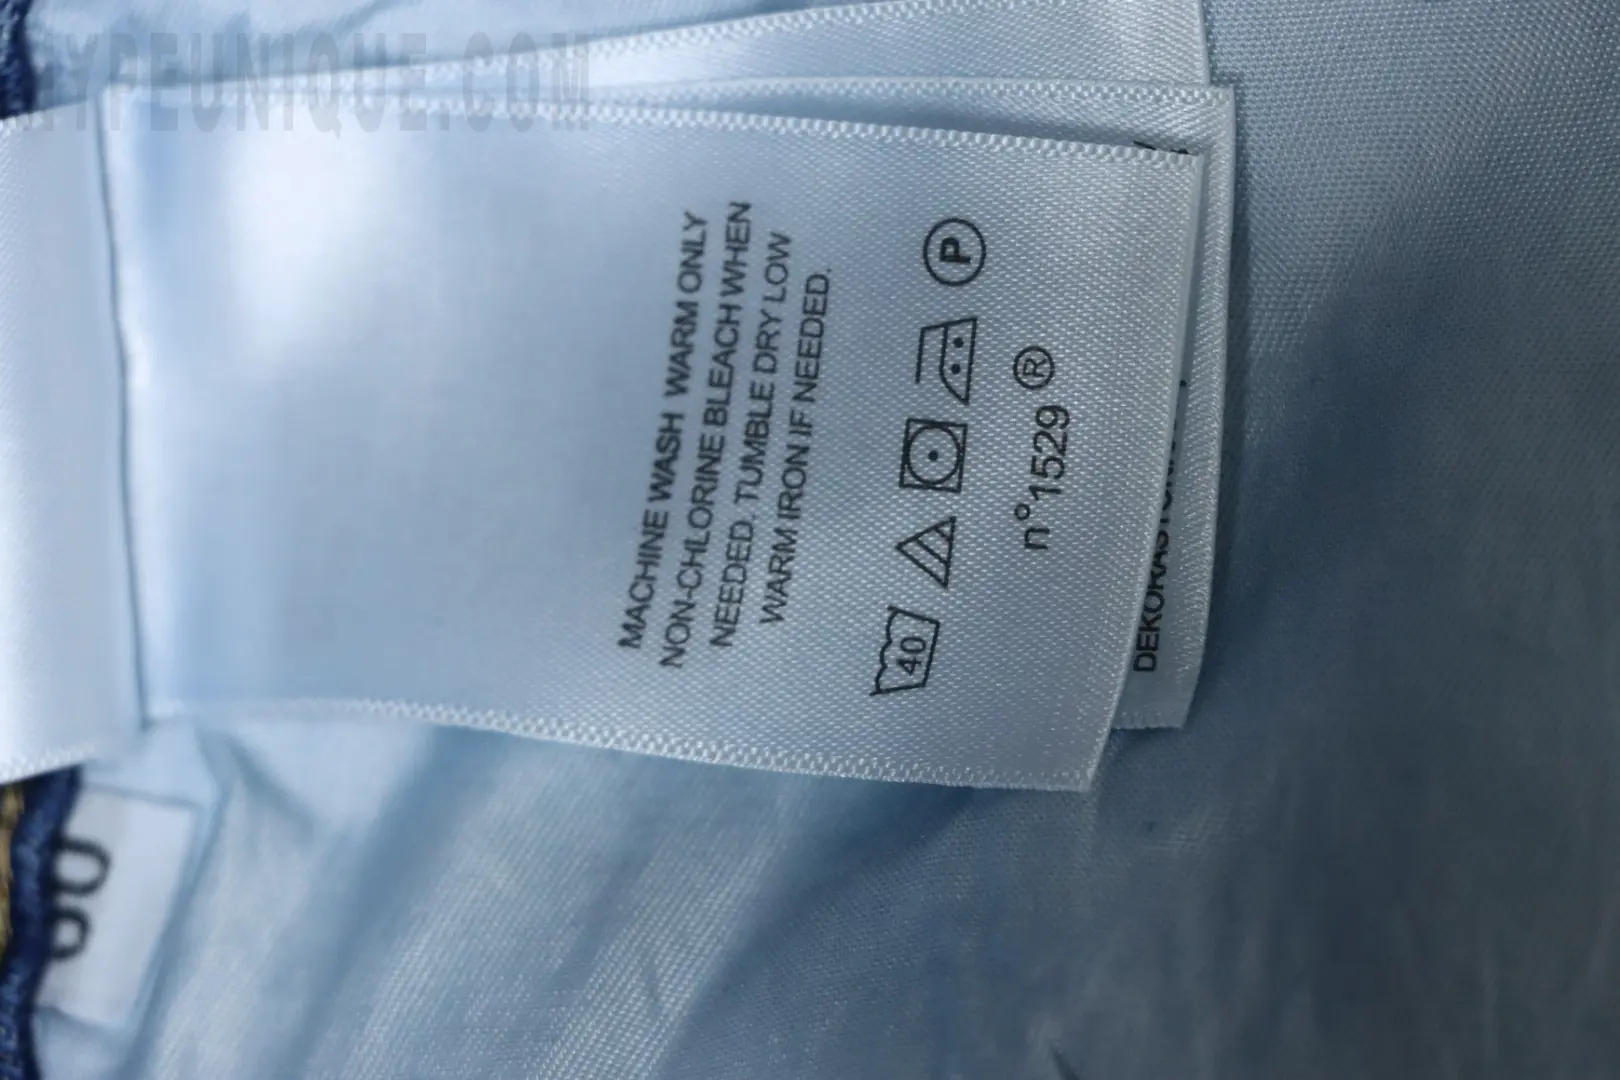 HYPEUNIQUE.COM
MACHINE WASH WARM ONLY
NON-CHLORINE BLEACH WHEN
NEEDED. TUMBLE DRY LOW
WARM IRON IF NEEDED.
40
P
n°1529 ®